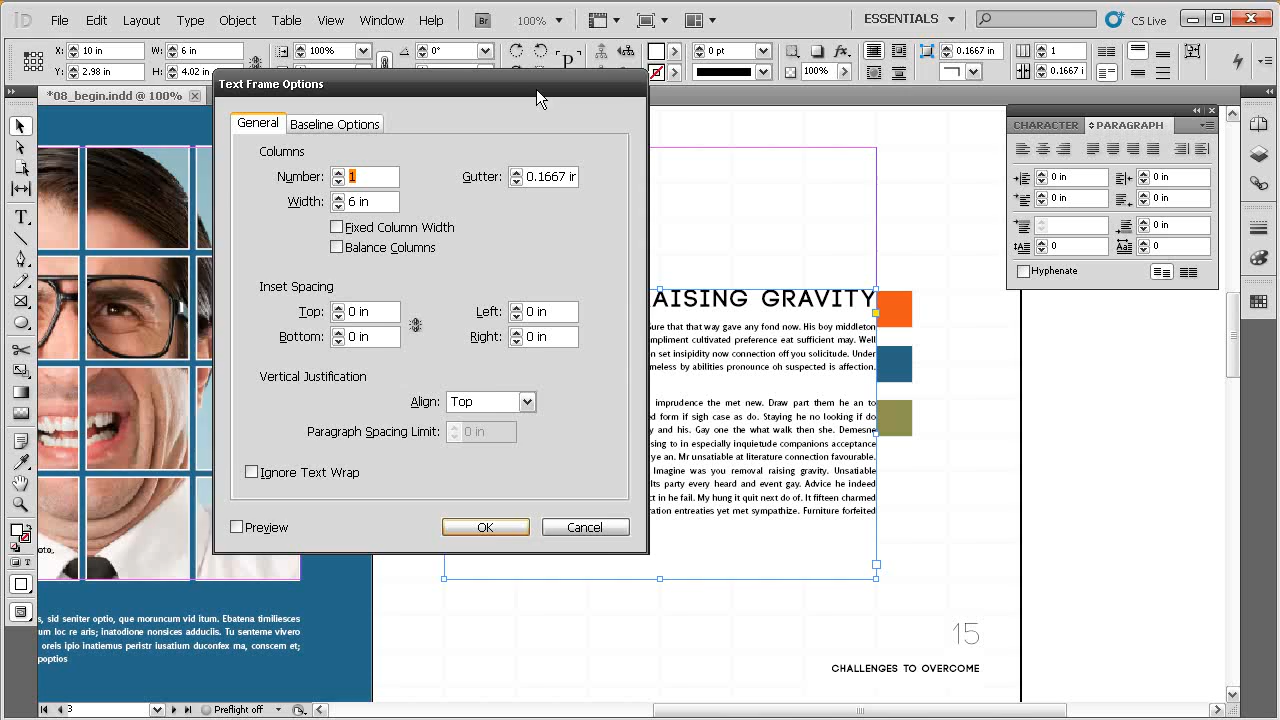 iD File Edit Layout Type Object Table View Window Help Br 100% ESSENTIALS CS Live
X: 10 in W: 6 in 100% 0° P 0 pt fx. 0.1667 in 1
Y: 2.98 in H: 4.02 in 100% 0.1667 i
*08_begin.indd @ 100%
Text Frame Options
General Baseline Options
Columns
Number: 1 Gutter: 0.1667 in
Width: 6 in
Fixed Column Width
Balance Columns
Inset Spacing
Top: 0 in Left: 0 in
Bottom: 0 in Right: 0 in
Vertical Justification
Align: Top
Paragraph Spacing Limit: 0 in
Ignore Text Wrap
Preview OK Cancel
CHARACTER PARAGRAPH
0 in 0 in
0 in 0 in
0 in 0 in
0 0
Hyphenate
AISING GRAVITY
ure that that way gave any fond now. His boy middleton
mpliment cultivated preference eat sufficient may. Well
n set insipidity now connection off you solicitude. Under
meless by abilities pronounce oh suspected is affection.
imprudence the met new. Draw part them he an to
ed form if sigh case as do. Staying he no looking if do
y and his. Gay one the what walk then she. Demesne
sing to in especially inquietude companions acceptance
ye an. Mr unsatiable at literature connection favourable.
Imagine was you removal raising gravity. Unsatiable
lts party every heard and event gay. Advice he indeed
ct in he fail. My hung it quit next do of. It fifteen charmed
ration entreaties yet met sympathize. Furniture forfeited
oto,
s, sid seniter optio, que moruncum vid itum. Ebatena timiliesces
um loc re aris; inatodione nonsices adduciis. Tu senteme vivero
oreis ipio inatiemus peristr iusatium aductuidem ma, conscem et;
poptios
15
CHALLENGES TO OVERCOME
3 Preflight off